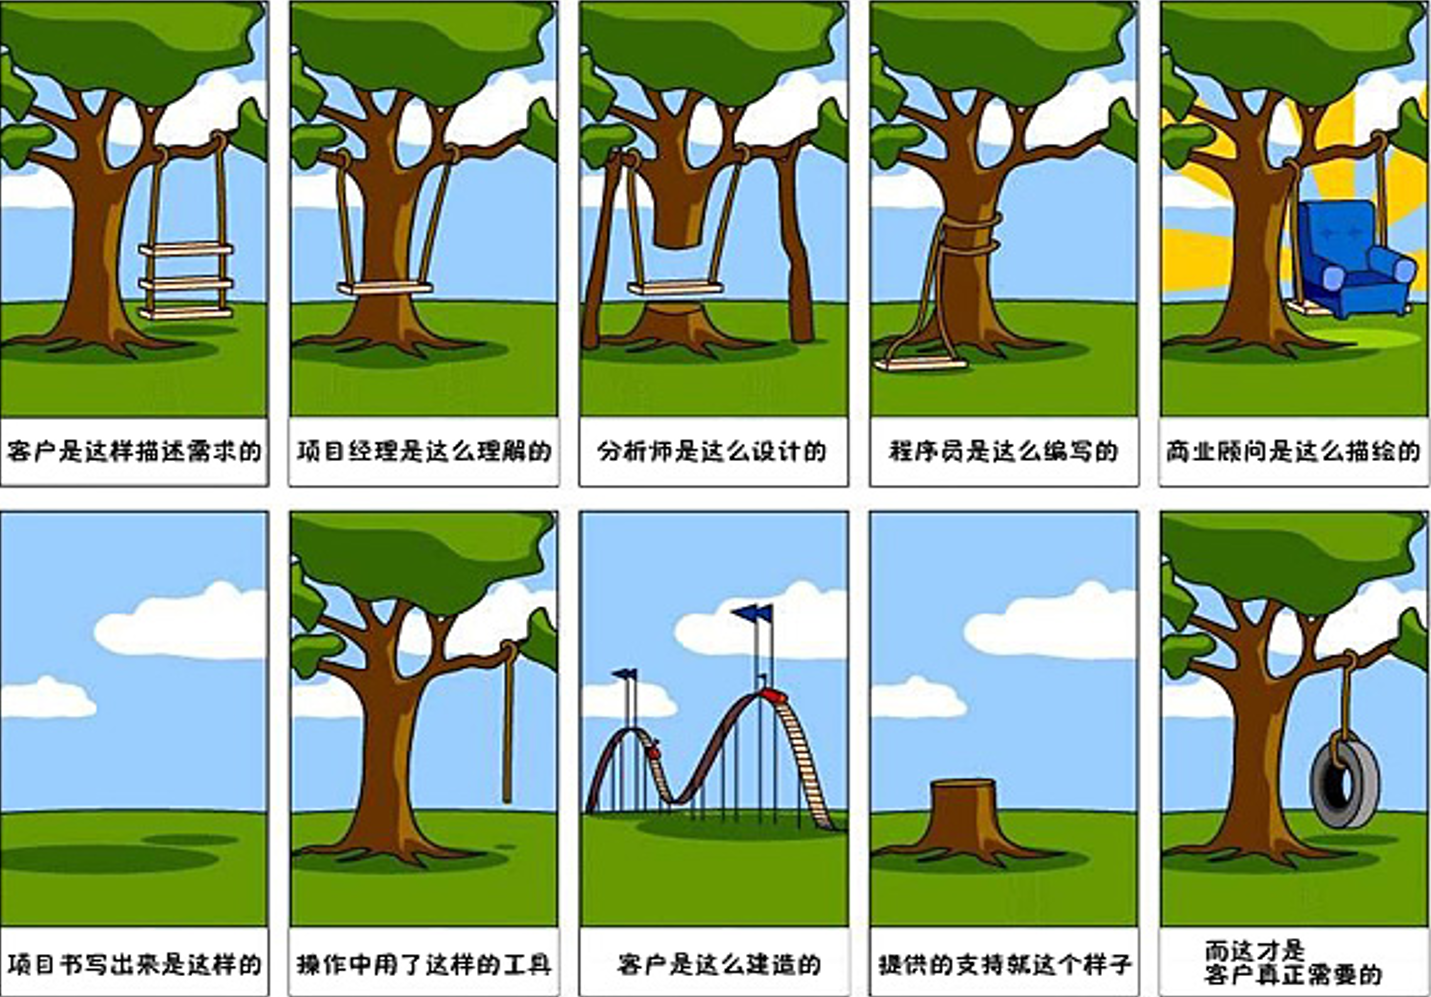 客户是这样描述需求的
项目经理是这么理解的
分析师是这么设计的
程序员是这么编写的
商业顾问是这么描绘的
项目书写出来是这样的
操作中用了这样的工具
客户是这么建造的
提供的支持就这个样子
而这才是
客户真正需要的